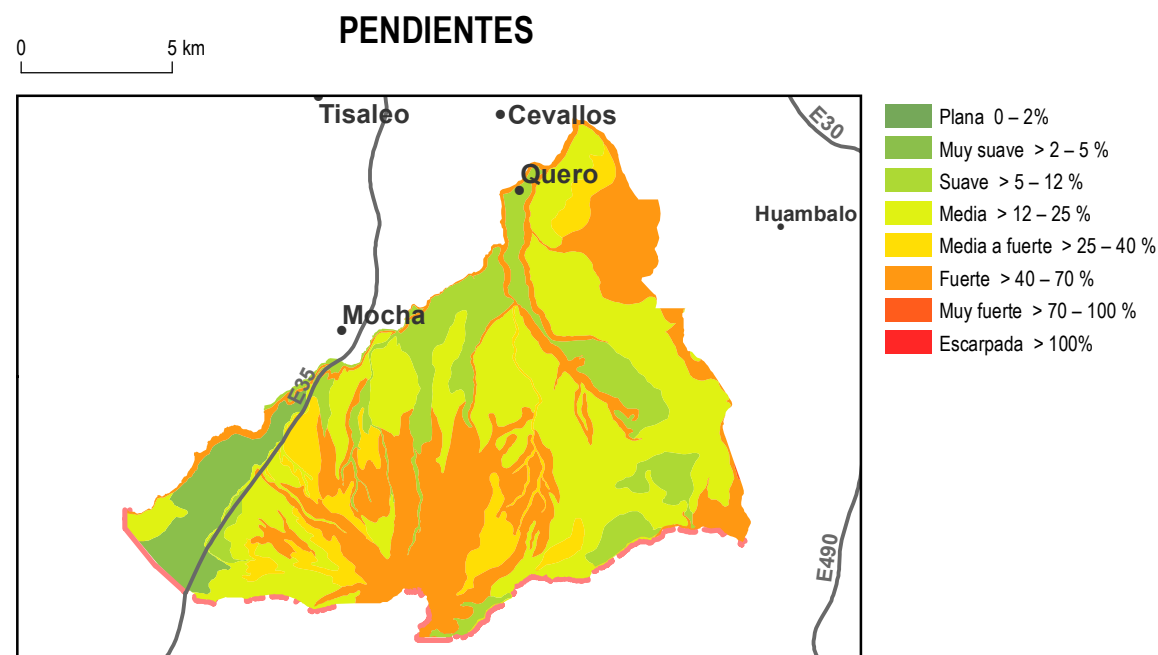 PENDIENTES
0 5 km
Tisaleo
Cevallos
E30
Quero
Huambalo
Mocha
E35
E490
Plana 0 – 2%
Muy suave > 2 – 5 %
Suave > 5 – 12 %
Media > 12 – 25 %
Media a fuerte > 25 – 40 %
Fuerte > 40 – 70 %
Muy fuerte > 70 – 100 %
Escarpada > 100%